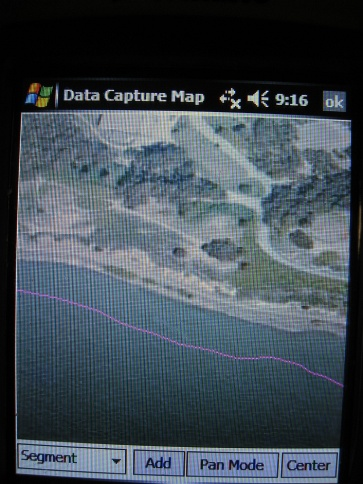 Data Capture Map 9:16 ok
Segment Add Pan Mode Center